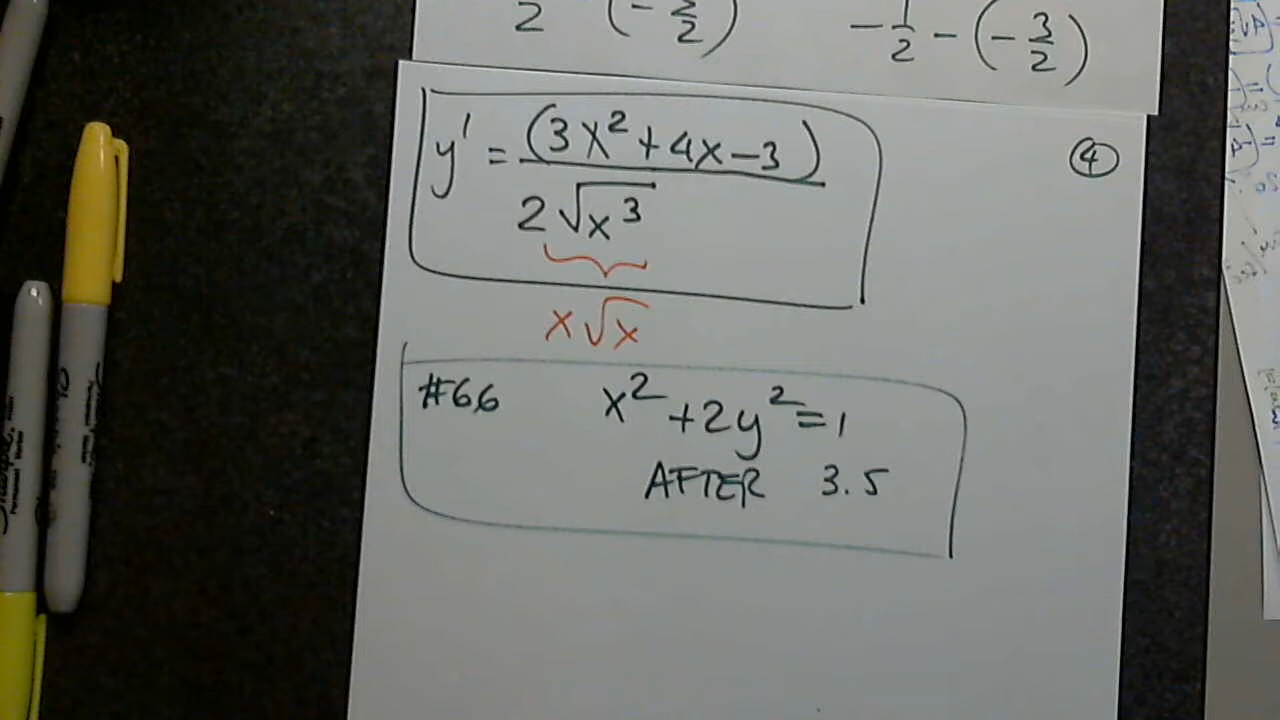 2 (- 3/2) -1/2 - (-3/2)
④
y' = (3x² + 4x - 3) / 2√x³
x√x
#66 x² + 2y² = 1
AFTER 3.5